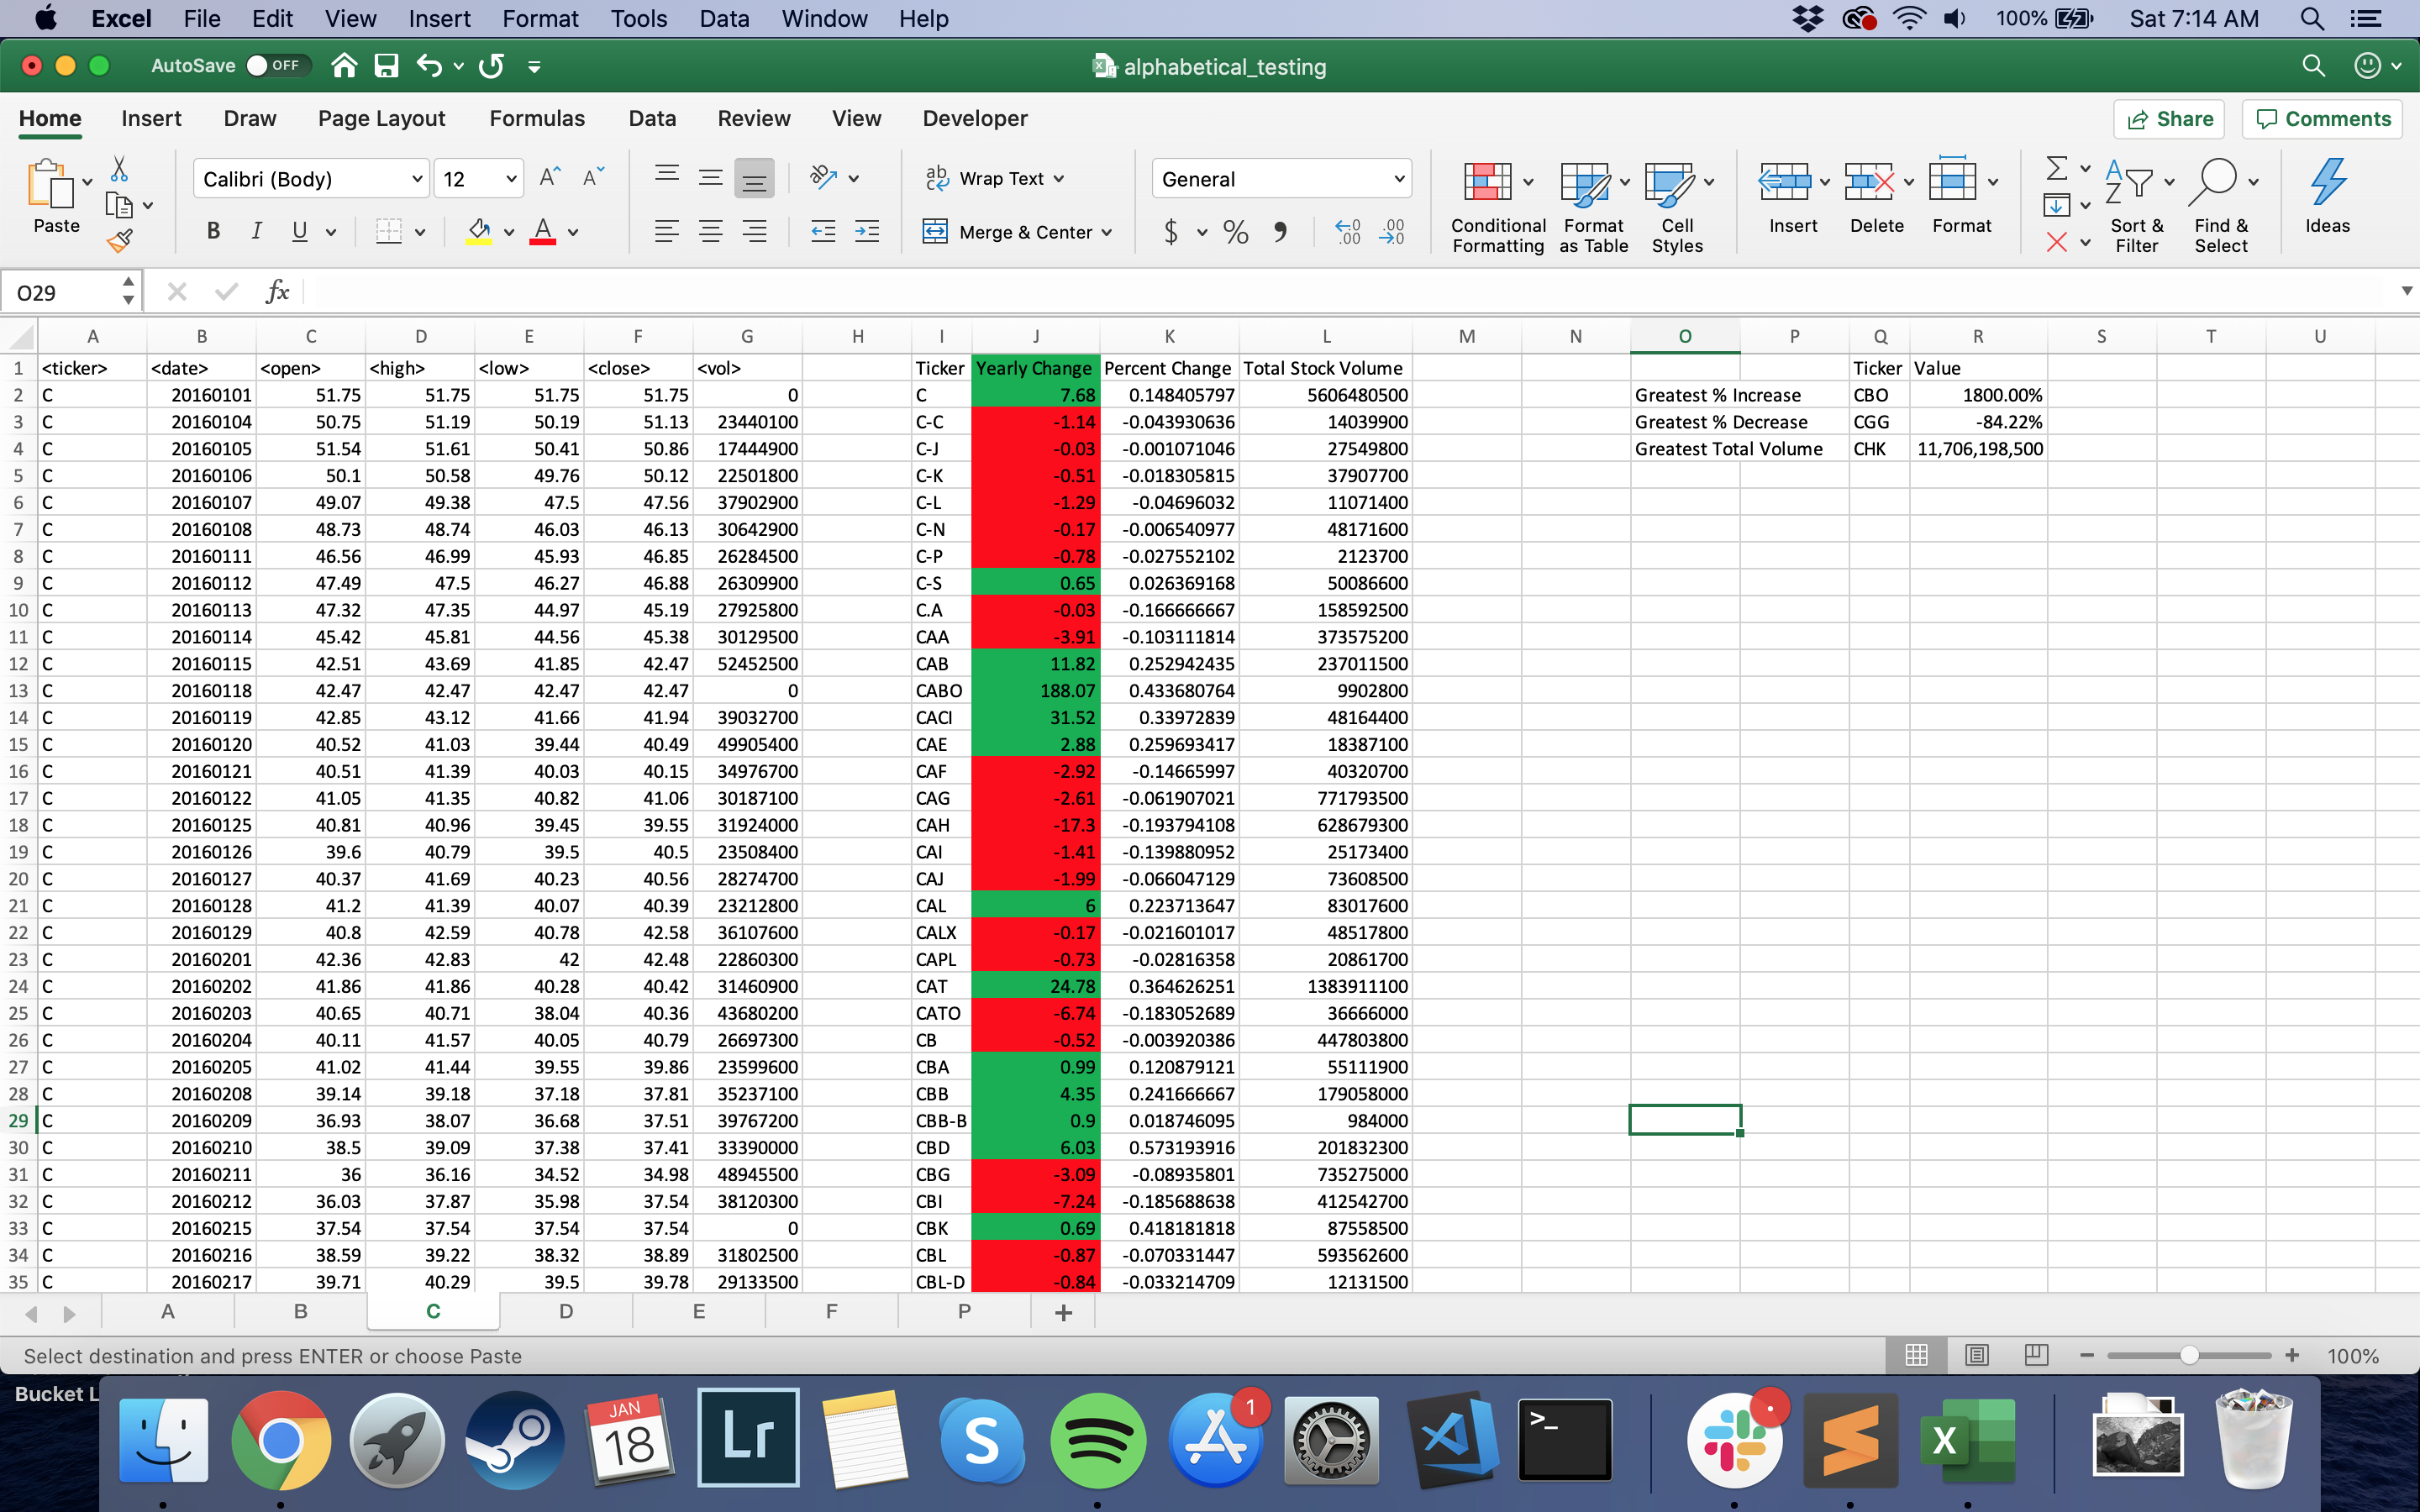 Excel File Edit View Insert Format Tools Data Window Help 100% Sat 7:14 AM
AutoSave OFF alphabetical_testing
Home Insert Draw Page Layout Formulas Data Review View Developer Share Comments
Calibri (Body) 12 Wrap Text General
Paste B I U Merge & Center $ % Conditional Formatting Format as Table Cell Styles Insert Delete Format Sort & Filter Find & Select Ideas
O29 fx
A B C D E F G H I J K L M N O P Q R S T U
1 <ticker> <date> <open> <high> <low> <close> <vol> Ticker Yearly Change Percent Change Total Stock Volume Ticker Value
2 C 20160101 51.75 51.75 51.75 51.75 0 C 7.68 0.148405797 5606480500 Greatest % Increase CBO 1800.00%
3 C 20160104 50.75 51.19 50.19 51.13 23440100 C-C -1.14 -0.043930636 14039900 Greatest % Decrease CGG -84.22%
4 C 20160105 51.54 51.61 50.41 50.86 17444900 C-J -0.03 -0.001071046 27549800 Greatest Total Volume CHK 11,706,198,500
5 C 20160106 50.1 50.58 49.76 50.12 22501800 C-K -0.51 -0.018305815 37907700
6 C 20160107 49.07 49.38 47.5 47.56 37902900 C-L -1.29 -0.04696032 11071400
7 C 20160108 48.73 48.74 46.03 46.13 30642900 C-N -0.17 -0.006540977 48171600
8 C 20160111 46.56 46.99 45.93 46.85 26284500 C-P -0.78 -0.027552102 2123700
9 C 20160112 47.49 47.5 46.27 46.88 26309900 C-S 0.65 0.026369168 50086600
10 C 20160113 47.32 47.35 44.97 45.19 27925800 C.A -0.03 -0.166666667 158592500
11 C 20160114 45.42 45.81 44.56 45.38 30129500 CAA -3.91 -0.103111814 373575200
12 C 20160115 42.51 43.69 41.85 42.47 52452500 CAB 11.82 0.252942435 237011500
13 C 20160118 42.47 42.47 42.47 42.47 0 CABO 188.07 0.433680764 9902800
14 C 20160119 42.85 43.12 41.66 41.94 39032700 CACI 31.52 0.33972839 48164400
15 C 20160120 40.52 41.03 39.44 40.49 49905400 CAE 2.88 0.259693417 18387100
16 C 20160121 40.51 41.39 40.03 40.15 34976700 CAF -2.92 -0.14665997 40320700
17 C 20160122 41.05 41.35 40.82 41.06 30187100 CAG -2.61 -0.061907021 771793500
18 C 20160125 40.81 40.96 39.45 39.55 31924000 CAH -17.3 -0.193794108 628679300
19 C 20160126 39.6 40.79 39.5 40.5 23508400 CAI -1.41 -0.139880952 25173400
20 C 20160127 40.37 41.69 40.23 40.56 28274700 CAJ -1.99 -0.066047129 73608500
21 C 20160128 41.2 41.39 40.07 40.39 23212800 CAL 6 0.223713647 83017600
22 C 20160129 40.8 42.59 40.78 42.58 36107600 CALX -0.17 -0.021601017 48517800
23 C 20160201 42.36 42.83 42 42.48 22860300 CAPL -0.73 -0.02816358 20861700
24 C 20160202 41.86 41.86 40.28 40.42 31460900 CAT 24.78 0.364626251 1383911100
25 C 20160203 40.65 40.71 38.04 40.36 43680200 CATO -6.74 -0.183052689 36666000
26 C 20160204 40.11 41.57 40.05 40.79 26697300 CB -0.52 -0.003920386 447803800
27 C 20160205 41.02 41.44 39.55 39.86 23599600 CBA 0.99 0.120879121 55111900
28 C 20160208 39.14 39.18 37.18 37.81 35237100 CBB 4.35 0.241666667 179058000
29 C 20160209 36.93 38.07 36.68 37.51 39767200 CBB-B 0.9 0.018746095 984000
30 C 20160210 38.5 39.09 37.38 37.41 33390000 CBD 6.03 0.573193916 201832300
31 C 20160211 36 36.16 34.52 34.98 48945500 CBG -3.09 -0.08935801 735275000
32 C 20160212 36.03 37.87 35.98 37.54 38120300 CBI -7.24 -0.185688638 412542700
33 C 20160215 37.54 37.54 37.54 37.54 0 CBK 0.69 0.418181818 87558500
34 C 20160216 38.59 39.22 38.32 38.89 31802500 CBL -0.87 -0.070331447 593562600
35 C 20160217 39.71 40.29 39.5 39.78 29133500 CBL-D -0.84 -0.033214709 12131500
A B C D E F P +
Select destination and press ENTER or choose Paste 100%
Bucket L
JAN 18 Lr S 1 >_ X